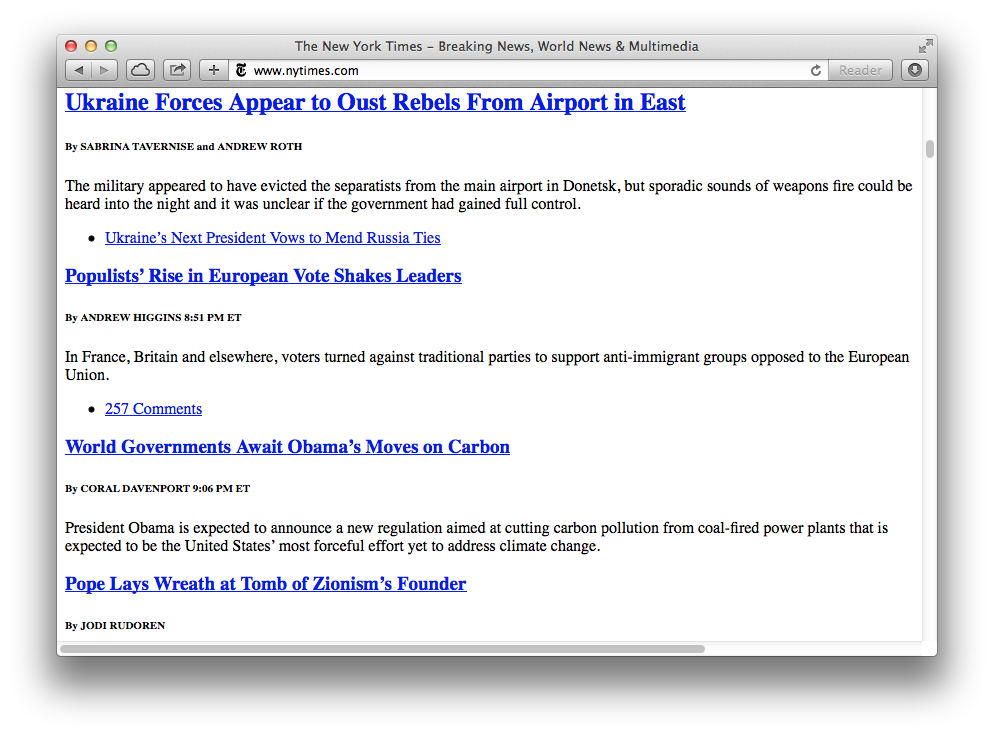 The New York Times – Breaking News, World News & Multimedia
www.nytimes.com
Reader
Ukraine Forces Appear to Oust Rebels From Airport in East
By SABRINA TAVERNISE and ANDREW ROTH
The military appeared to have evicted the separatists from the main airport in Donetsk, but sporadic sounds of weapons fire could be
heard into the night and it was unclear if the government had gained full control.
Ukraine’s Next President Vows to Mend Russia Ties
Populists’ Rise in European Vote Shakes Leaders
By ANDREW HIGGINS 8:51 PM ET
In France, Britain and elsewhere, voters turned against traditional parties to support anti-immigrant groups opposed to the European
Union.
257 Comments
World Governments Await Obama’s Moves on Carbon
By CORAL DAVENPORT 9:06 PM ET
President Obama is expected to announce a new regulation aimed at cutting carbon pollution from coal-fired power plants that is
expected to be the United States’ most forceful effort yet to address climate change.
Pope Lays Wreath at Tomb of Zionism’s Founder
By JODI RUDOREN